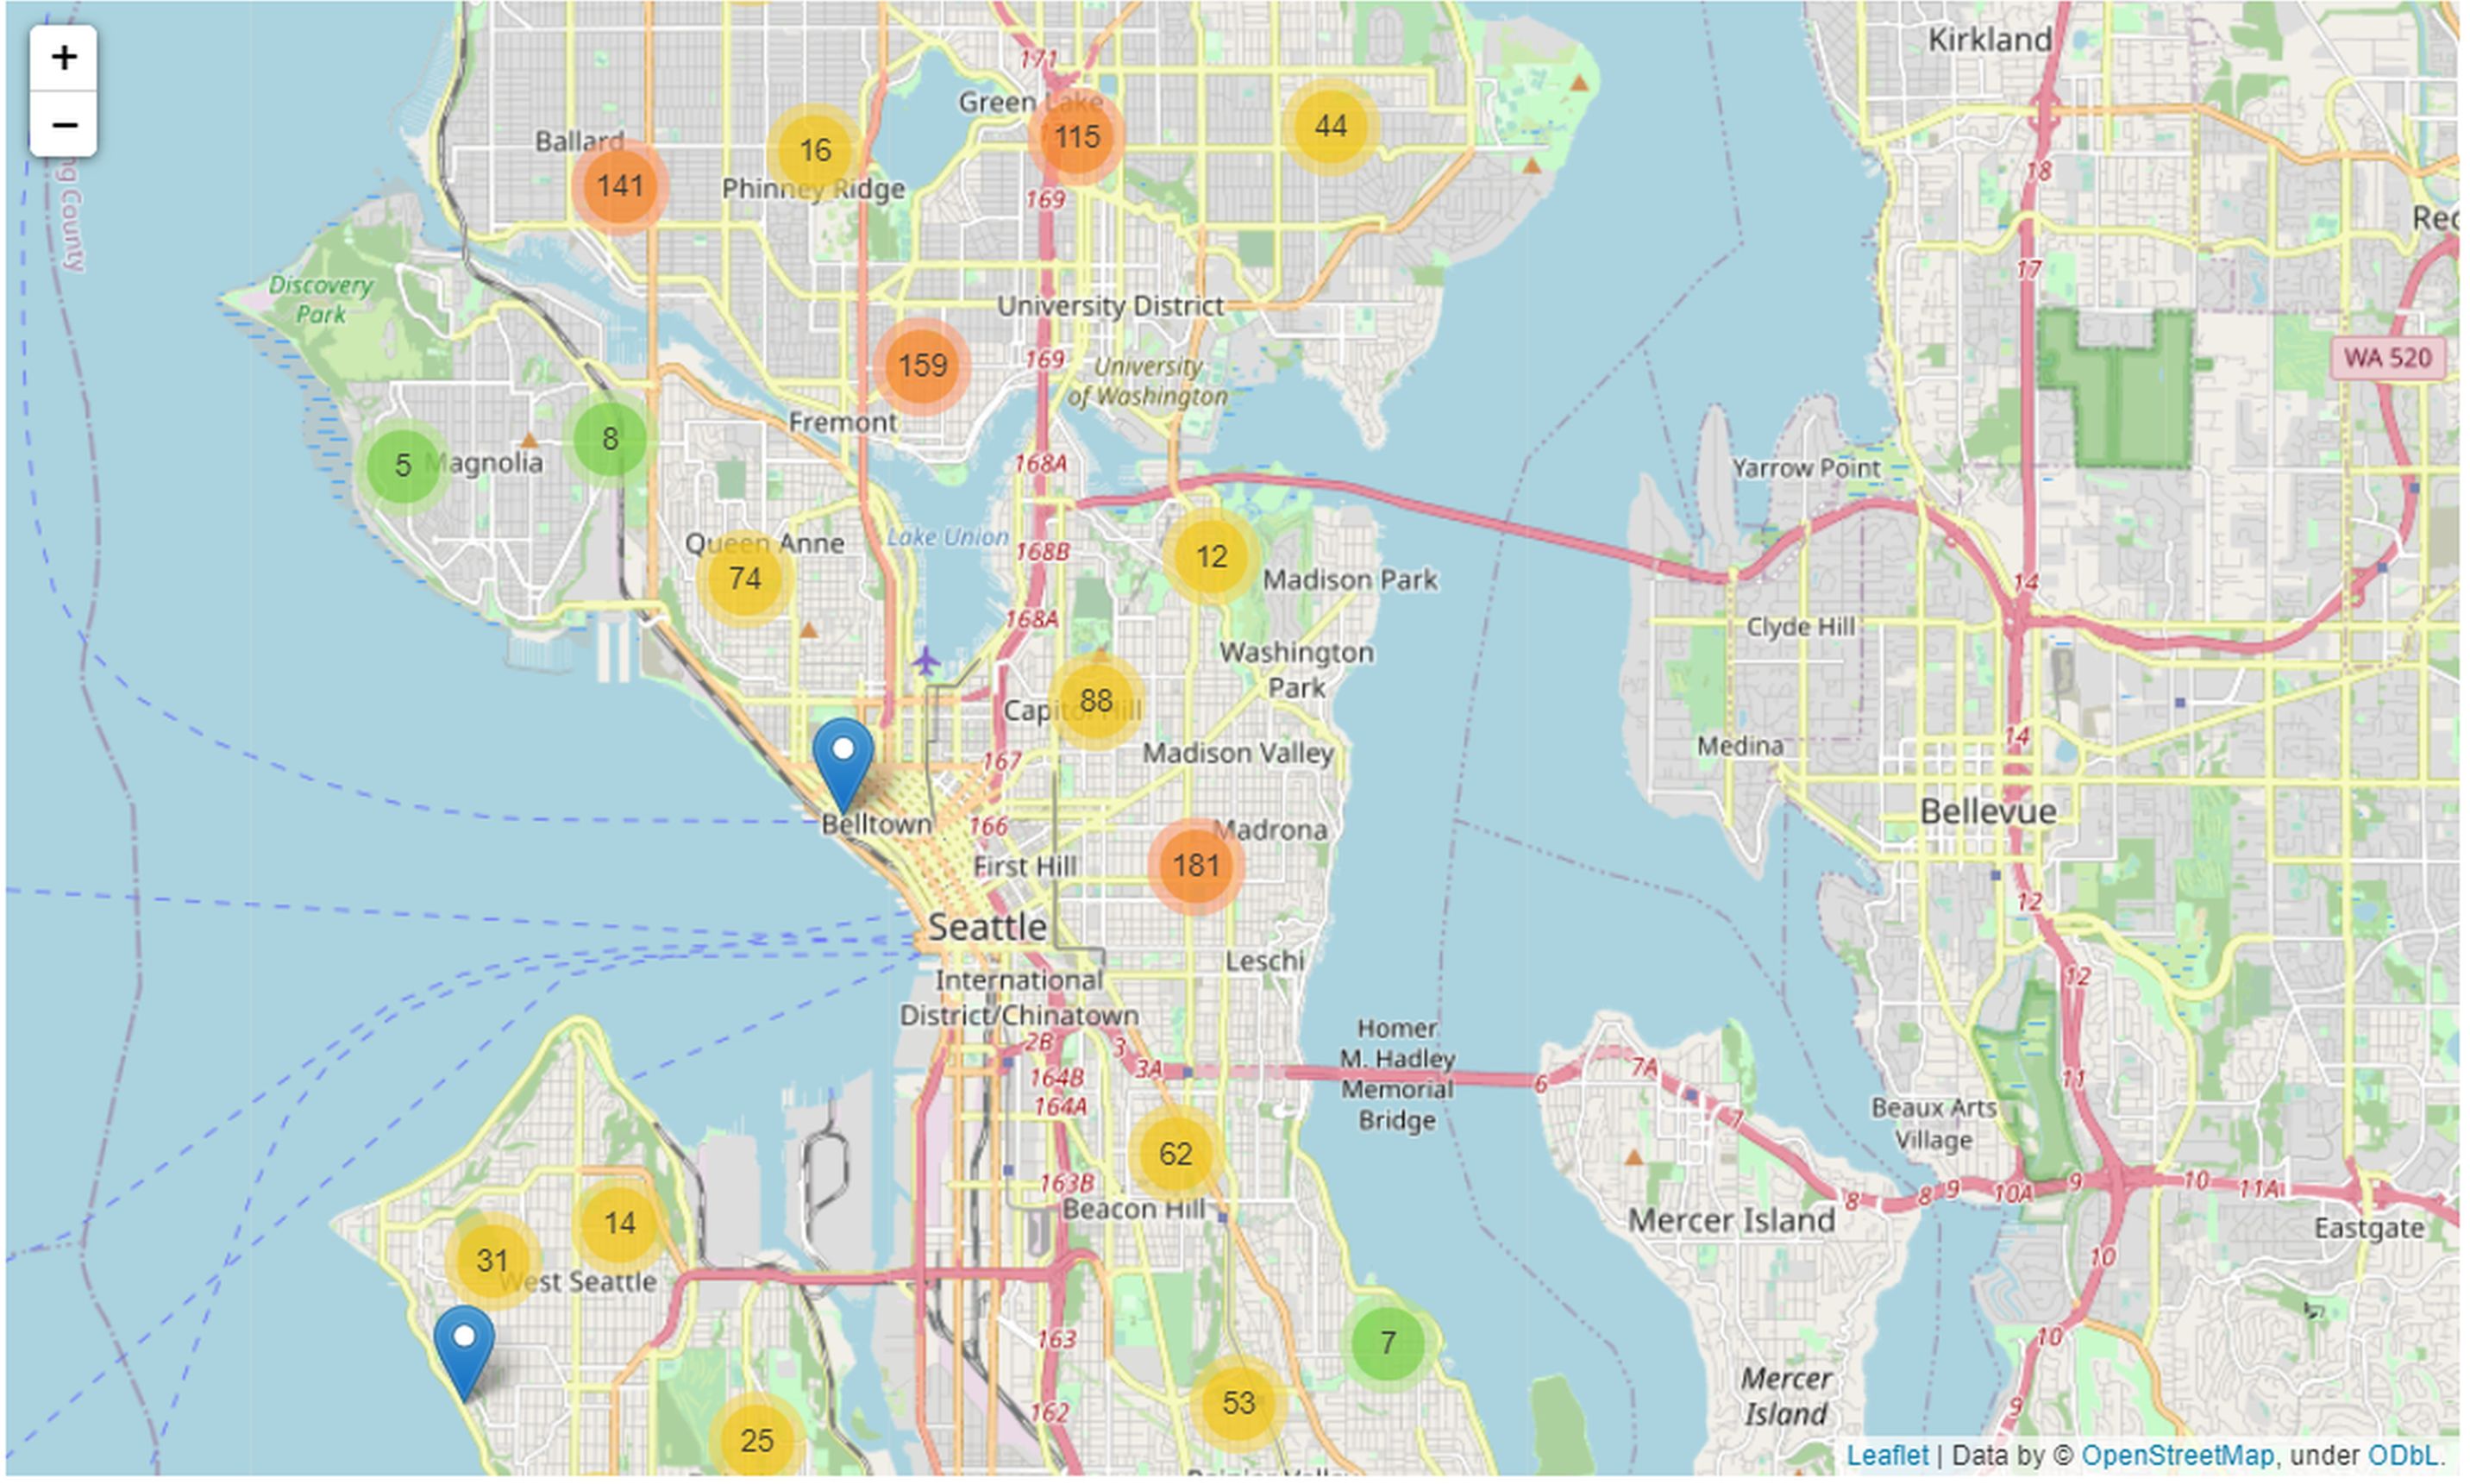 +
−
Kirkland
171
Green Lake
Ballard
141
16
115
44
Phinney Ridge
169
18
17
Discovery
Park
University District
159
169
University
of Washington
WA 520
Fremont
8
5
Magnolia
168A
Yarrow Point
Queen Anne
Lake Union
168B
12
74
Madison Park
14
168A
Clyde Hill
Washington
Park
88
Medina
14
Madison Valley
167
Belltown
166
Madrona
Bellevue
First Hill
181
12
Seattle
Leschi
12
International
District/Chinatown
Homer
M. Hadley
Memorial
Bridge
2B
3
3A
164B
164A
6
7A
7
11
Beaux Arts
Village
62
163B
Beacon Hill
8
8
9
10A
9
10
11A
Mercer Island
Eastgate
14
31
West Seattle
10
163
7
10
53
Mercer
Island
162
9
25
Leaflet | Data by © OpenStreetMap, under ODbL.